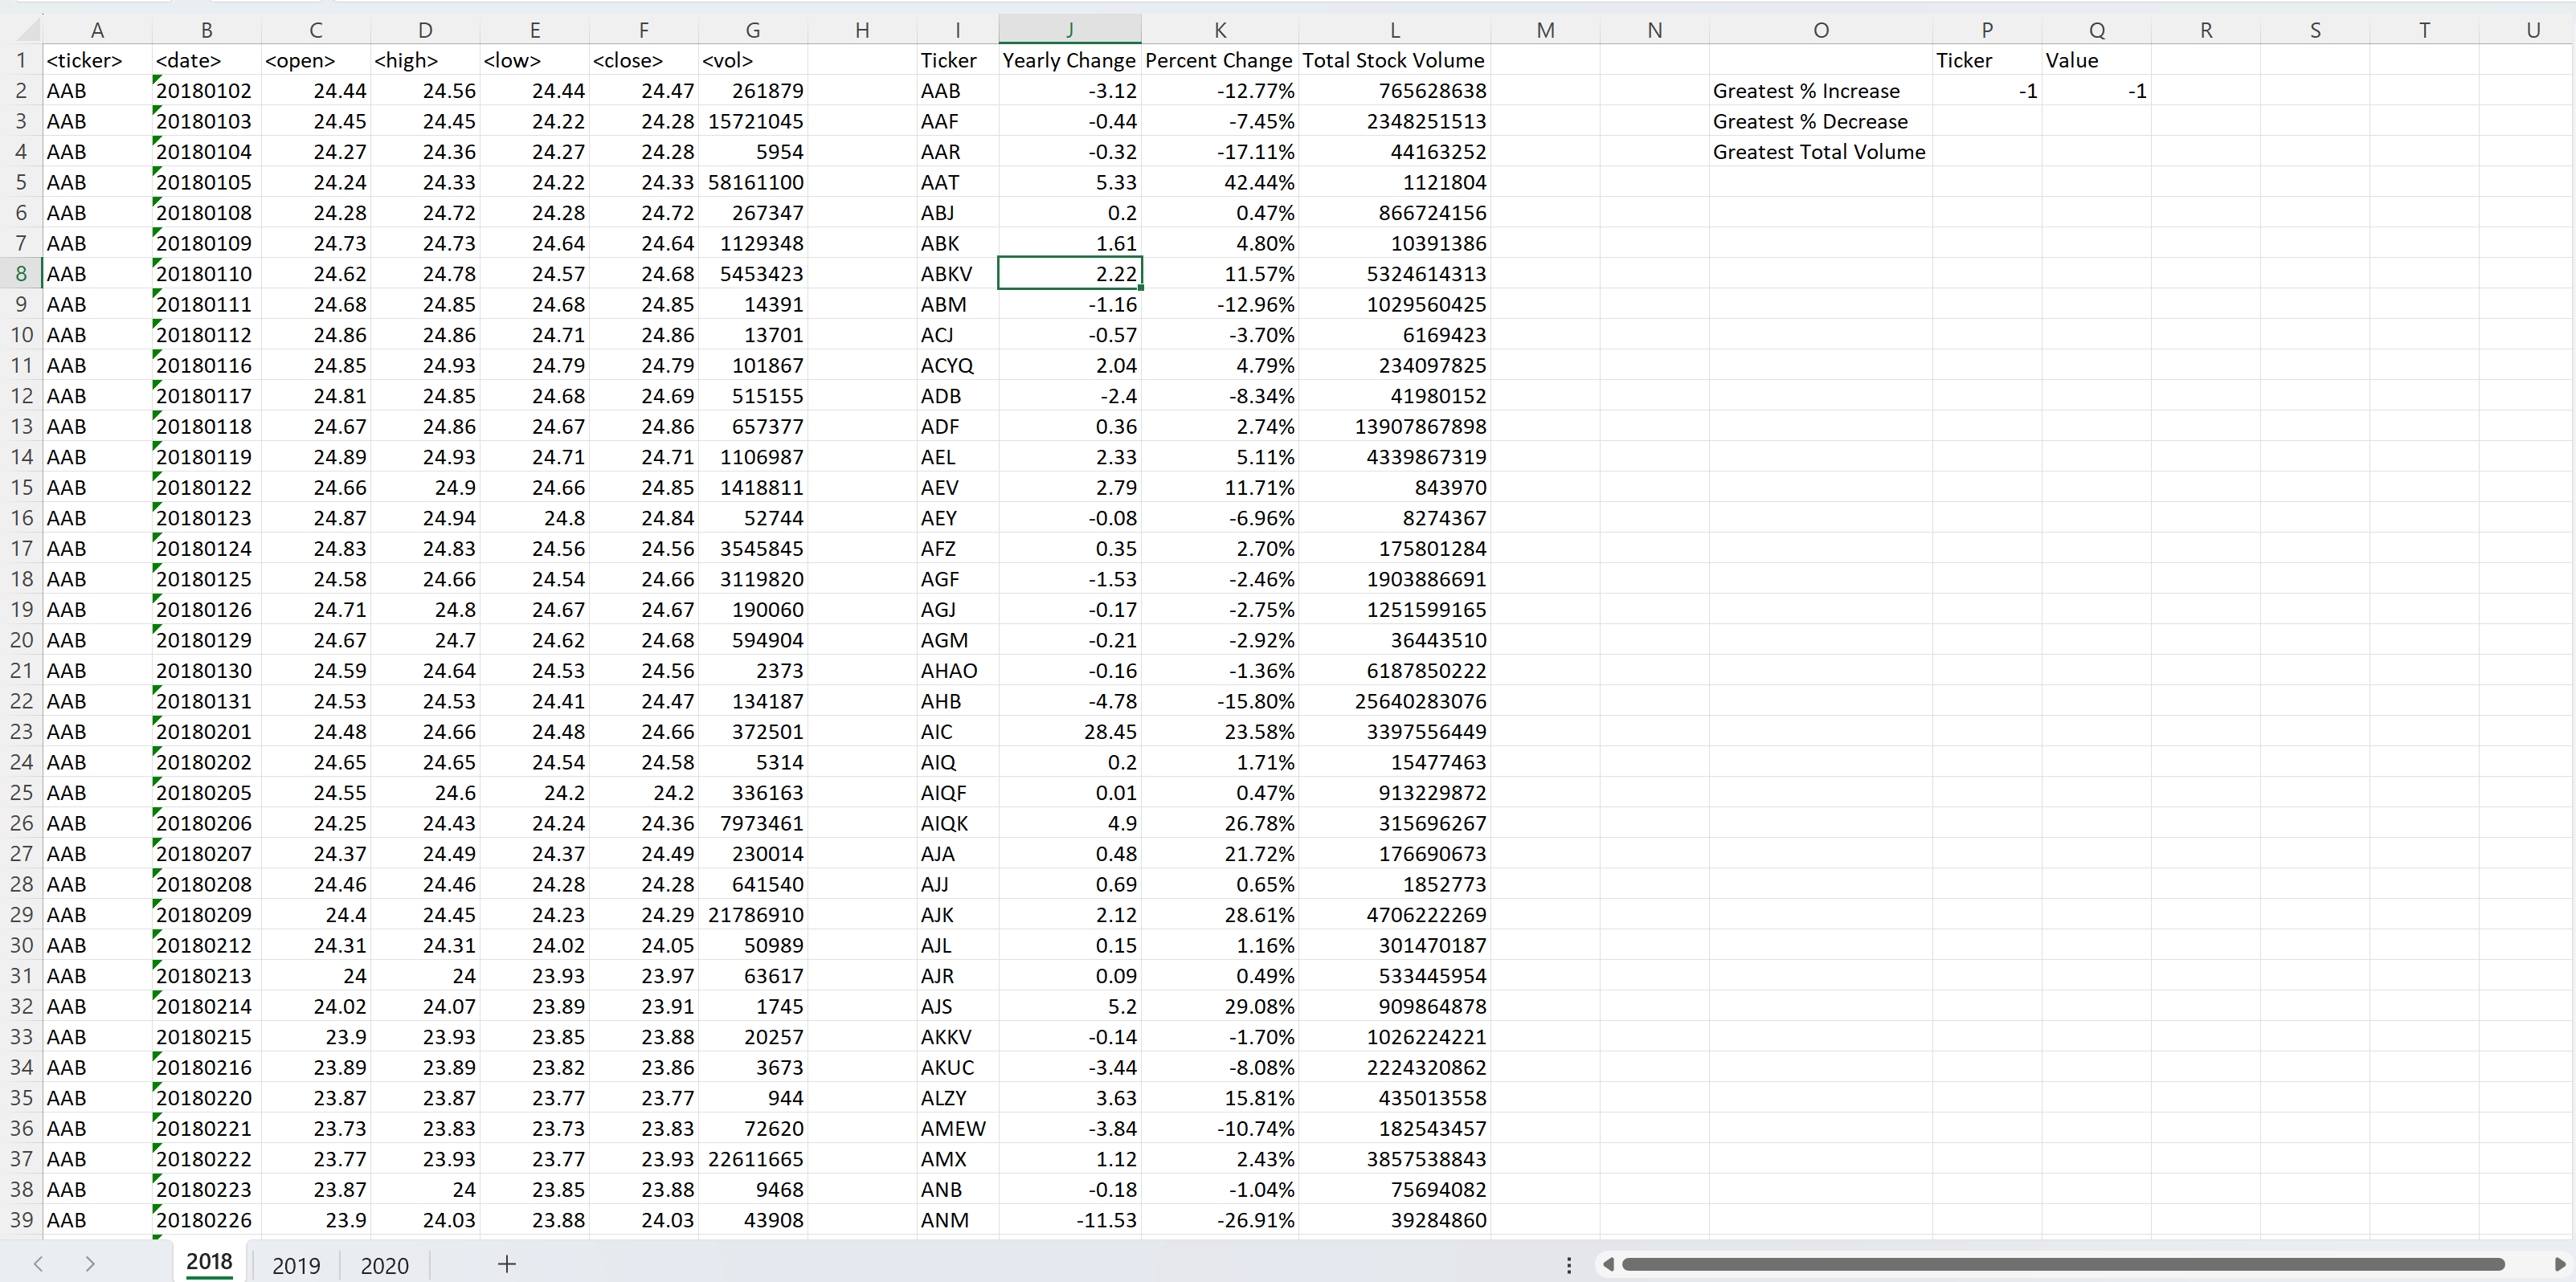 A B C D E F G H I J K L M N O P Q R S T U
1 <ticker> <date> <open> <high> <low> <close> <vol> Ticker Yearly Change Percent Change Total Stock Volume Ticker Value
2 AAB 20180102 24.44 24.56 24.44 24.47 261879 AAB -3.12 -12.77% 765628638 Greatest % Increase -1 -1
3 AAB 20180103 24.45 24.45 24.22 24.28 15721045 AAF -0.44 -7.45% 2348251513 Greatest % Decrease
4 AAB 20180104 24.27 24.36 24.27 24.28 5954 AAR -0.32 -17.11% 44163252 Greatest Total Volume
5 AAB 20180105 24.24 24.33 24.22 24.33 58161100 AAT 5.33 42.44% 1121804
6 AAB 20180108 24.28 24.72 24.28 24.72 267347 ABJ 0.2 0.47% 866724156
7 AAB 20180109 24.73 24.73 24.64 24.64 1129348 ABK 1.61 4.80% 10391386
8 AAB 20180110 24.62 24.78 24.57 24.68 5453423 ABKV 2.22 11.57% 5324614313
9 AAB 20180111 24.68 24.85 24.68 24.85 14391 ABM -1.16 -12.96% 1029560425
10 AAB 20180112 24.86 24.86 24.71 24.86 13701 ACJ -0.57 -3.70% 6169423
11 AAB 20180116 24.85 24.93 24.79 24.79 101867 ACYQ 2.04 4.79% 234097825
12 AAB 20180117 24.81 24.85 24.68 24.69 515155 ADB -2.4 -8.34% 41980152
13 AAB 20180118 24.67 24.86 24.67 24.86 657377 ADF 0.36 2.74% 13907867898
14 AAB 20180119 24.89 24.93 24.71 24.71 1106987 AEL 2.33 5.11% 4339867319
15 AAB 20180122 24.66 24.9 24.66 24.85 1418811 AEV 2.79 11.71% 843970
16 AAB 20180123 24.87 24.94 24.8 24.84 52744 AEY -0.08 -6.96% 8274367
17 AAB 20180124 24.83 24.83 24.56 24.56 3545845 AFZ 0.35 2.70% 175801284
18 AAB 20180125 24.58 24.66 24.54 24.66 3119820 AGF -1.53 -2.46% 1903886691
19 AAB 20180126 24.71 24.8 24.67 24.67 190060 AGJ -0.17 -2.75% 1251599165
20 AAB 20180129 24.67 24.7 24.62 24.68 594904 AGM -0.21 -2.92% 36443510
21 AAB 20180130 24.59 24.64 24.53 24.56 2373 AHAO -0.16 -1.36% 6187850222
22 AAB 20180131 24.53 24.53 24.41 24.47 134187 AHB -4.78 -15.80% 25640283076
23 AAB 20180201 24.48 24.66 24.48 24.66 372501 AIC 28.45 23.58% 3397556449
24 AAB 20180202 24.65 24.65 24.54 24.58 5314 AIQ 0.2 1.71% 15477463
25 AAB 20180205 24.55 24.6 24.2 24.2 336163 AIQF 0.01 0.47% 913229872
26 AAB 20180206 24.25 24.43 24.24 24.36 7973461 AIQK 4.9 26.78% 315696267
27 AAB 20180207 24.37 24.49 24.37 24.49 230014 AJA 0.48 21.72% 176690673
28 AAB 20180208 24.46 24.46 24.28 24.28 641540 AJJ 0.69 0.65% 1852773
29 AAB 20180209 24.4 24.45 24.23 24.29 21786910 AJK 2.12 28.61% 4706222269
30 AAB 20180212 24.31 24.31 24.02 24.05 50989 AJL 0.15 1.16% 301470187
31 AAB 20180213 24 24 23.93 23.97 63617 AJR 0.09 0.49% 533445954
32 AAB 20180214 24.02 24.07 23.89 23.91 1745 AJS 5.2 29.08% 909864878
33 AAB 20180215 23.9 23.93 23.85 23.88 20257 AKKV -0.14 -1.70% 1026224221
34 AAB 20180216 23.89 23.89 23.82 23.86 3673 AKUC -3.44 -8.08% 2224320862
35 AAB 20180220 23.87 23.87 23.77 23.77 944 ALZY 3.63 15.81% 435013558
36 AAB 20180221 23.73 23.83 23.73 23.83 72620 AMEW -3.84 -10.74% 182543457
37 AAB 20180222 23.77 23.93 23.77 23.93 22611665 AMX 1.12 2.43% 3857538843
38 AAB 20180223 23.87 24 23.85 23.88 9468 ANB -0.18 -1.04% 75694082
39 AAB 20180226 23.9 24.03 23.88 24.03 43908 ANM -11.53 -26.91% 39284860
2018 2019 2020